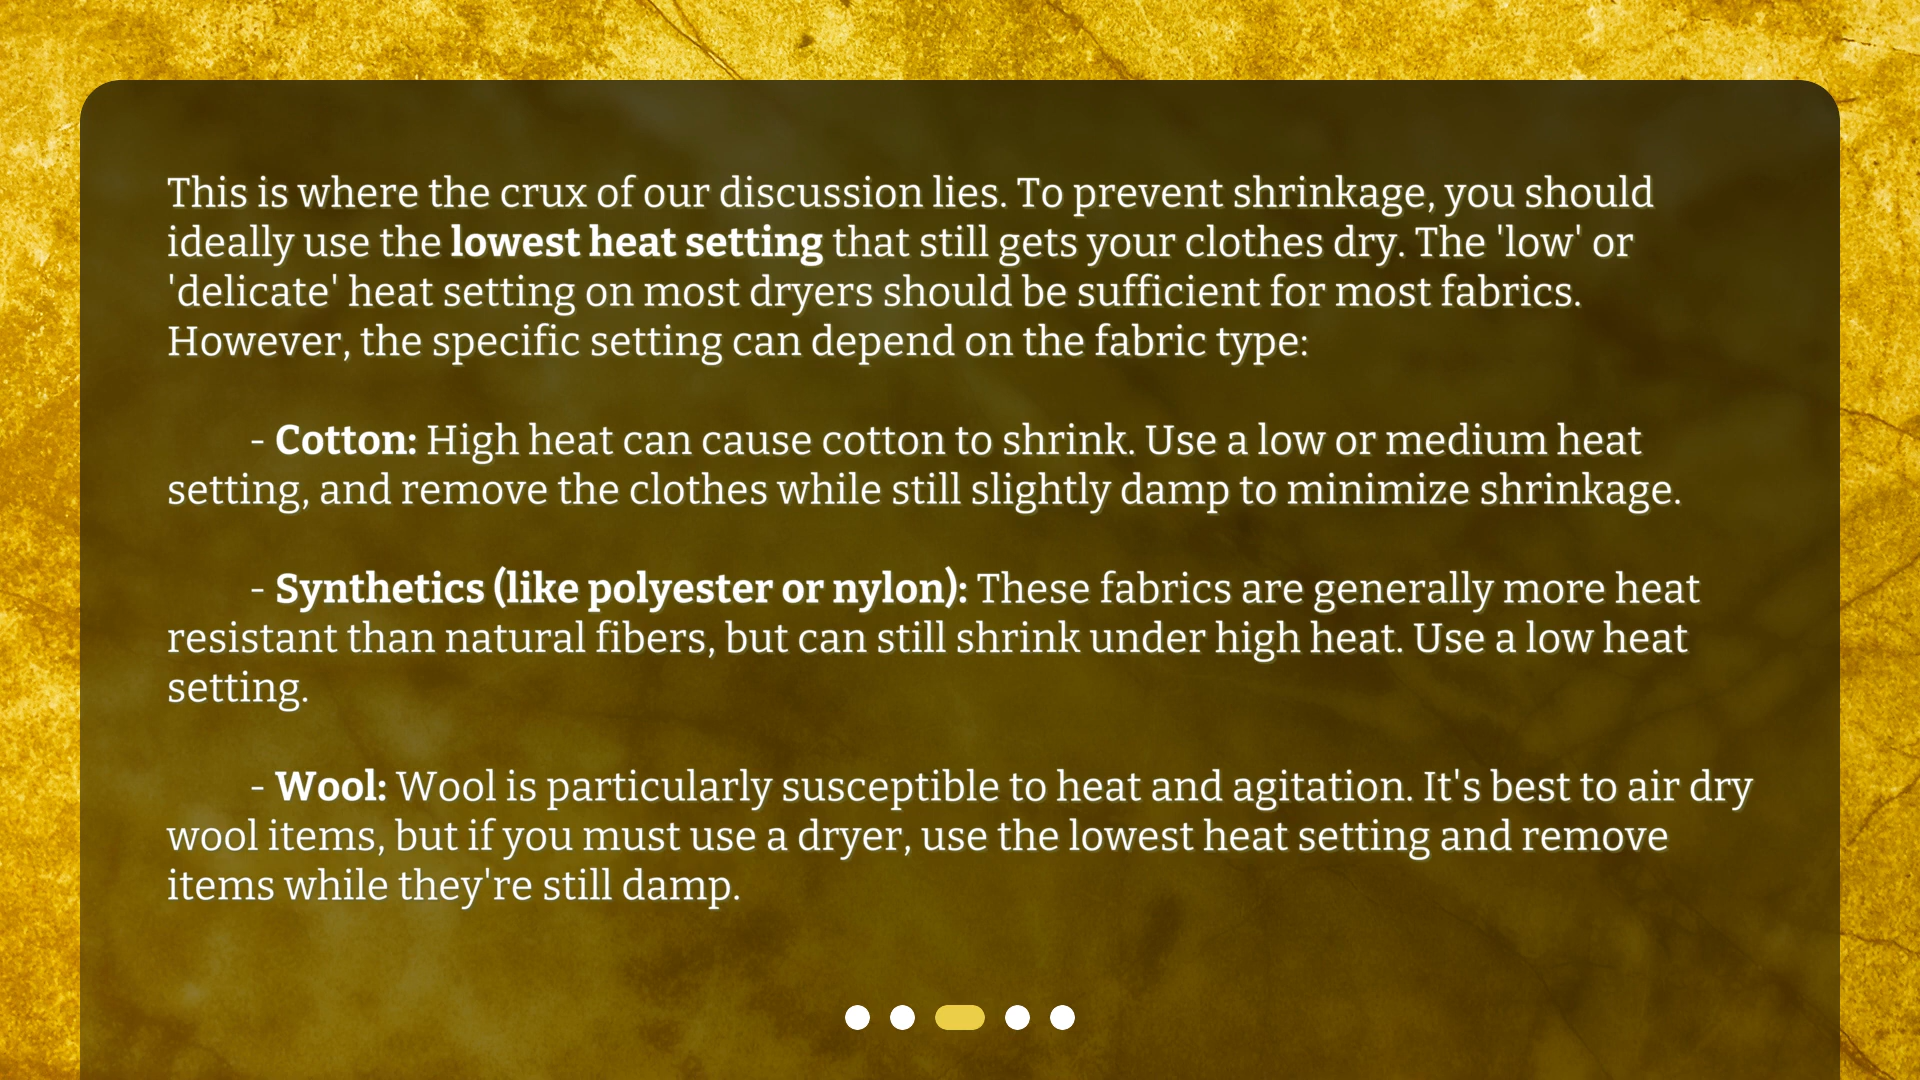 This is where the crux of our discussion lies. To prevent shrinkage, you should
ideally use the lowest heat setting that still gets your clothes dry. The 'low' or
'delicate' heat setting on most dryers should be sufficient for most fabrics.
However, the specific setting can depend on the fabric type:
- Cotton: High heat can cause cotton to shrink. Use a low or medium heat
setting, and remove the clothes while still slightly damp to minimize shrinkage.
- Synthetics (like polyester or nylon): These fabrics are generally more heat
resistant than natural fibers, but can still shrink under high heat. Use a low heat
setting.
- Wool: Wool is particularly susceptible to heat and agitation. It's best to air dry
wool items, but if you must use a dryer, use the lowest heat setting and remove
items while they're still damp.